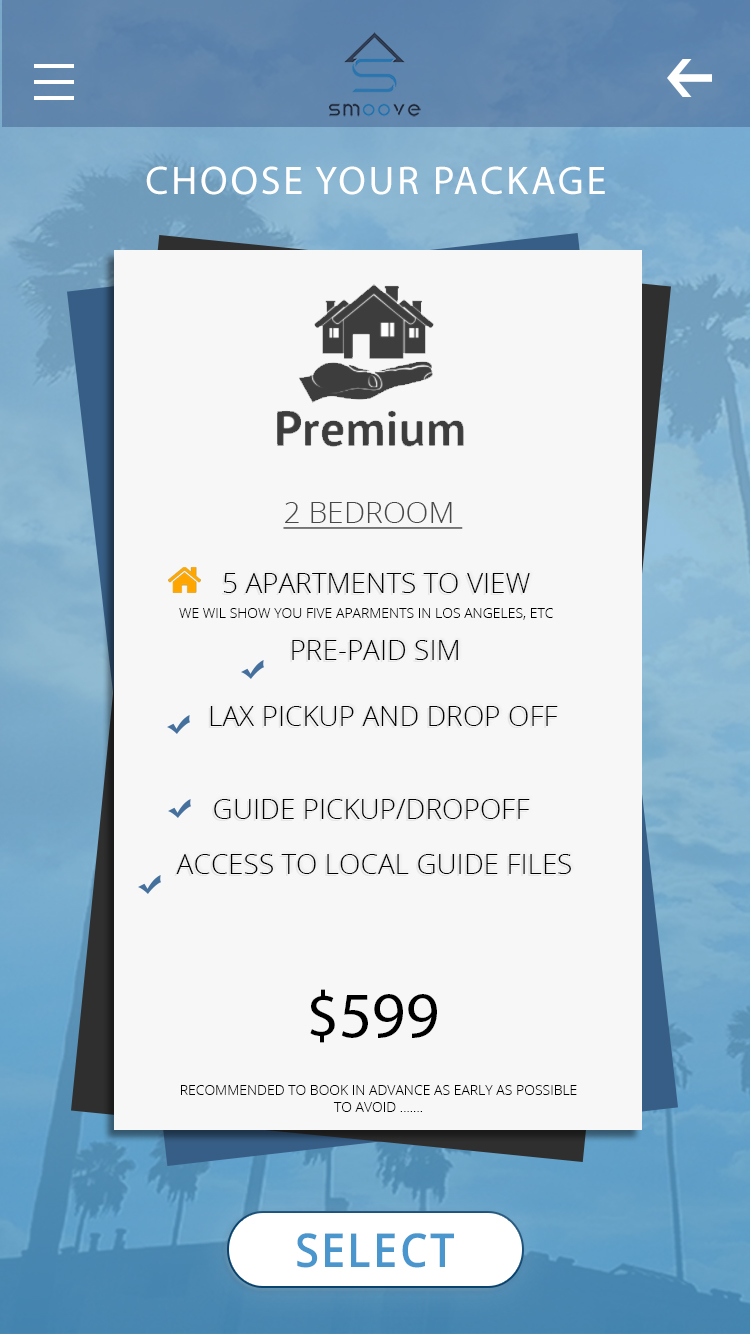 smoove
CHOOSE YOUR PACKAGE
Premium
2 BEDROOM
5 APARTMENTS TO VIEW
WE WIL SHOW YOU FIVE APARMENTS IN LOS ANGELES, ETC
PRE-PAID SIM
LAX PICKUP AND DROP OFF
GUIDE PICKUP/DROPOFF
ACCESS TO LOCAL GUIDE FILES
$599
RECOMMENDED TO BOOK IN ADVANCE AS EARLY AS POSSIBLE
TO AVOID .......
SELECT